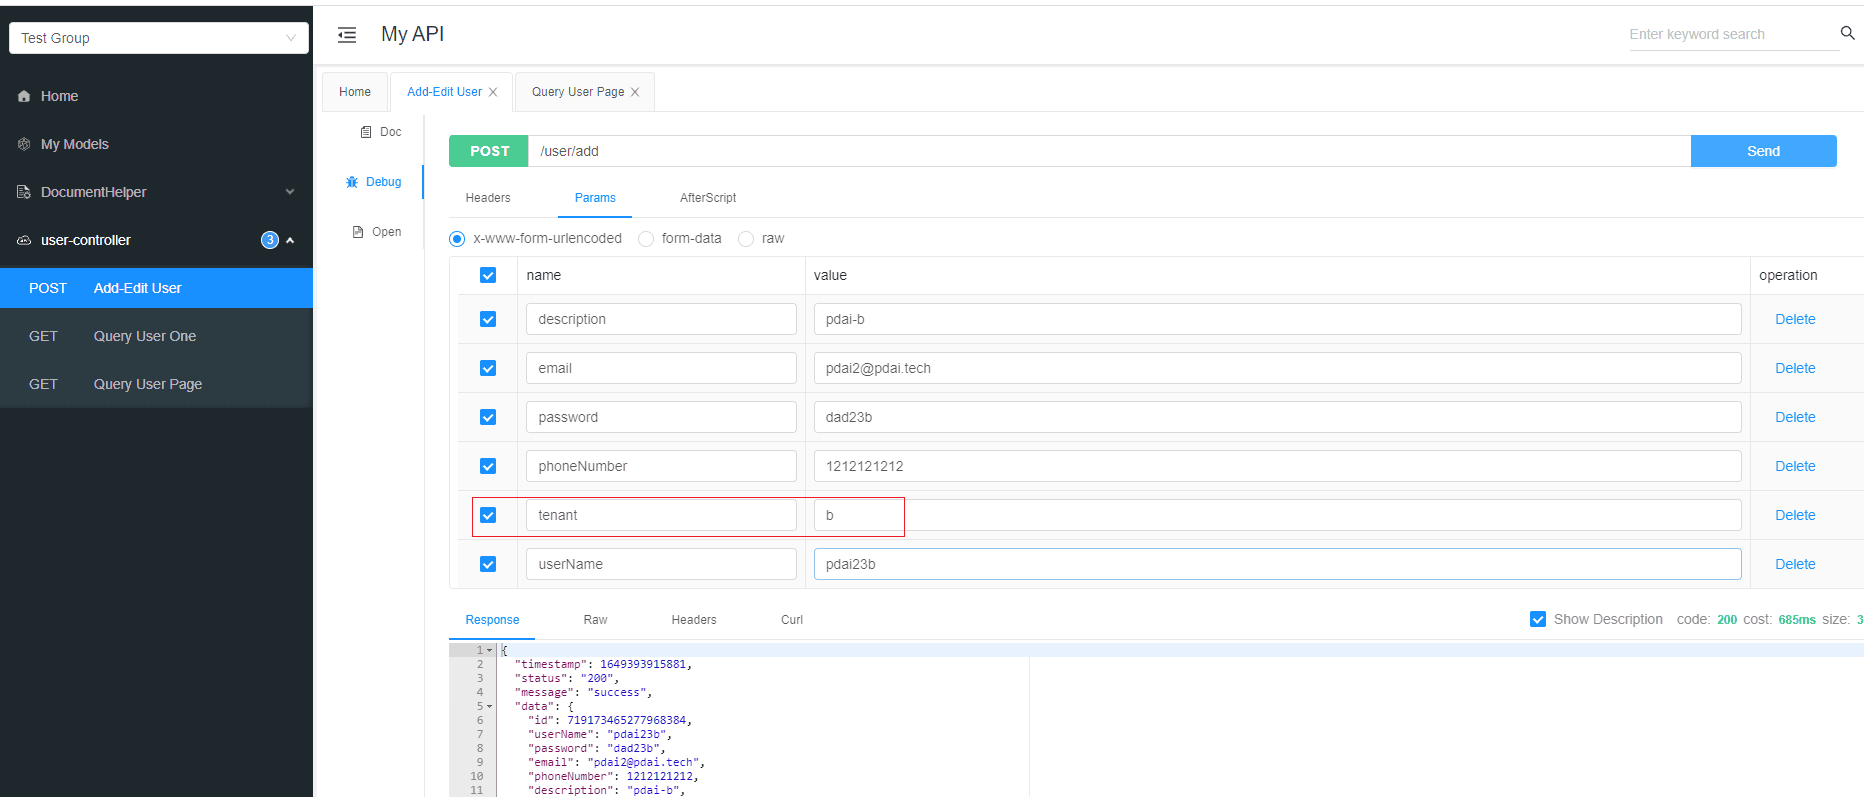 Test Group
My API
Enter keyword search
Home
My Models
DocumentHelper
user-controller 3
POST Add-Edit User
GET Query User One
GET Query User Page
Home Add-Edit User Query User Page
Doc
Debug
Open
POST /user/add Send
Headers Params AfterScript
x-www-form-urlencoded form-data raw
name value operation
description pdai-b Delete
email pdai2@pdai.tech Delete
password dad23b Delete
phoneNumber 1212121212 Delete
tenant b Delete
userName pdai23b Delete
Response Raw Headers Curl Show Description code: 200 cost: 685ms size: 3
1 {
2 "timestamp": 1649393915881,
3 "status": "200",
4 "message": "success",
5 "data": {
6 "id": 719173465277968384,
7 "userName": "pdai23b",
8 "password": "dad23b",
9 "email": "pdai2@pdai.tech",
10 "phoneNumber": 1212121212,
11 "description": "pdai-b",